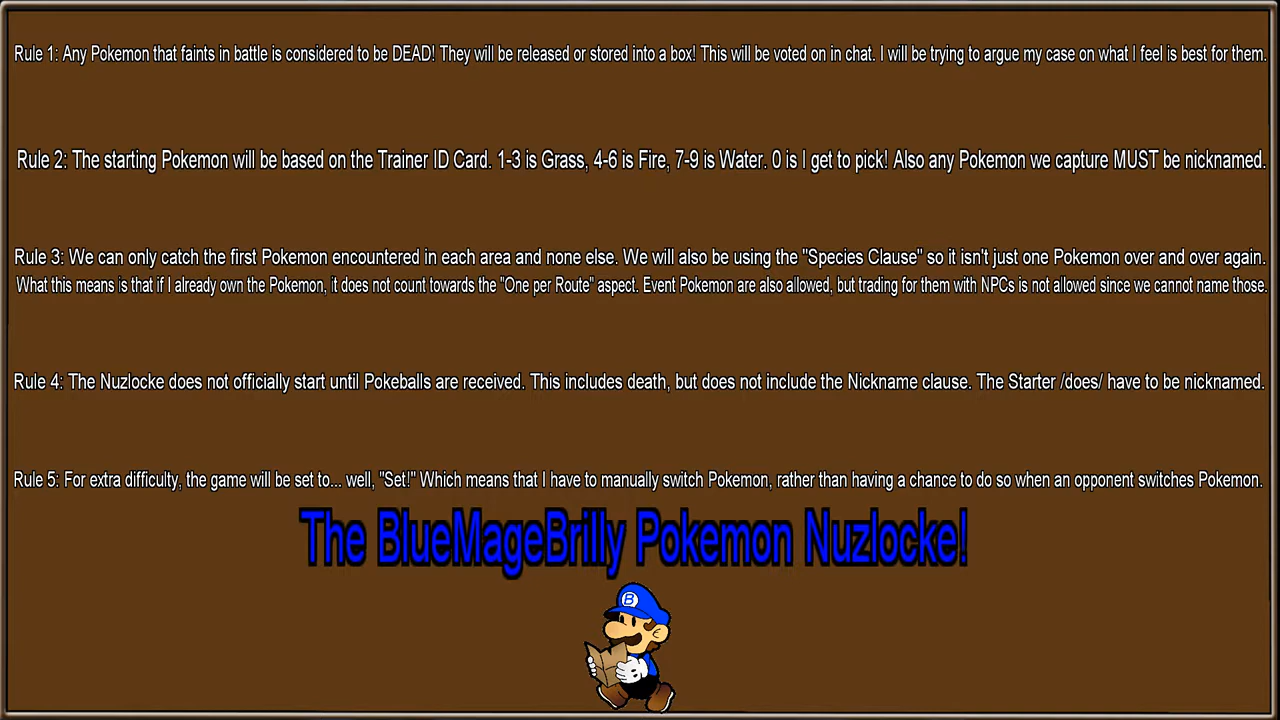 Rule 1: Any Pokemon that faints in battle is considered to be DEAD! They will be released or stored into a box! This will be voted on in chat. I will be trying to argue my case on what I feel is best for them.
Rule 2: The starting Pokemon will be based on the Trainer ID Card. 1-3 is Grass, 4-6 is Fire, 7-9 is Water. 0 is I get to pick! Also any Pokemon we capture MUST be nicknamed.
Rule 3: We can only catch the first Pokemon encountered in each area and none else. We will also be using the "Species Clause" so it isn't just one Pokemon over and over again.
What this means is that if I already own the Pokemon, it does not count towards the "One per Route" aspect. Event Pokemon are also allowed, but trading for them with NPCs is not allowed since we cannot name those.
Rule 4: The Nuzlocke does not officially start until Pokeballs are received. This includes death, but does not include the Nickname clause. The Starter /does/ have to be nicknamed.
Rule 5: For extra difficulty, the game will be set to... well, "Set!" Which means that I have to manually switch Pokemon, rather than having a chance to do so when an opponent switches Pokemon.
The BlueMageBrilly Pokemon Nuzlocke!
B